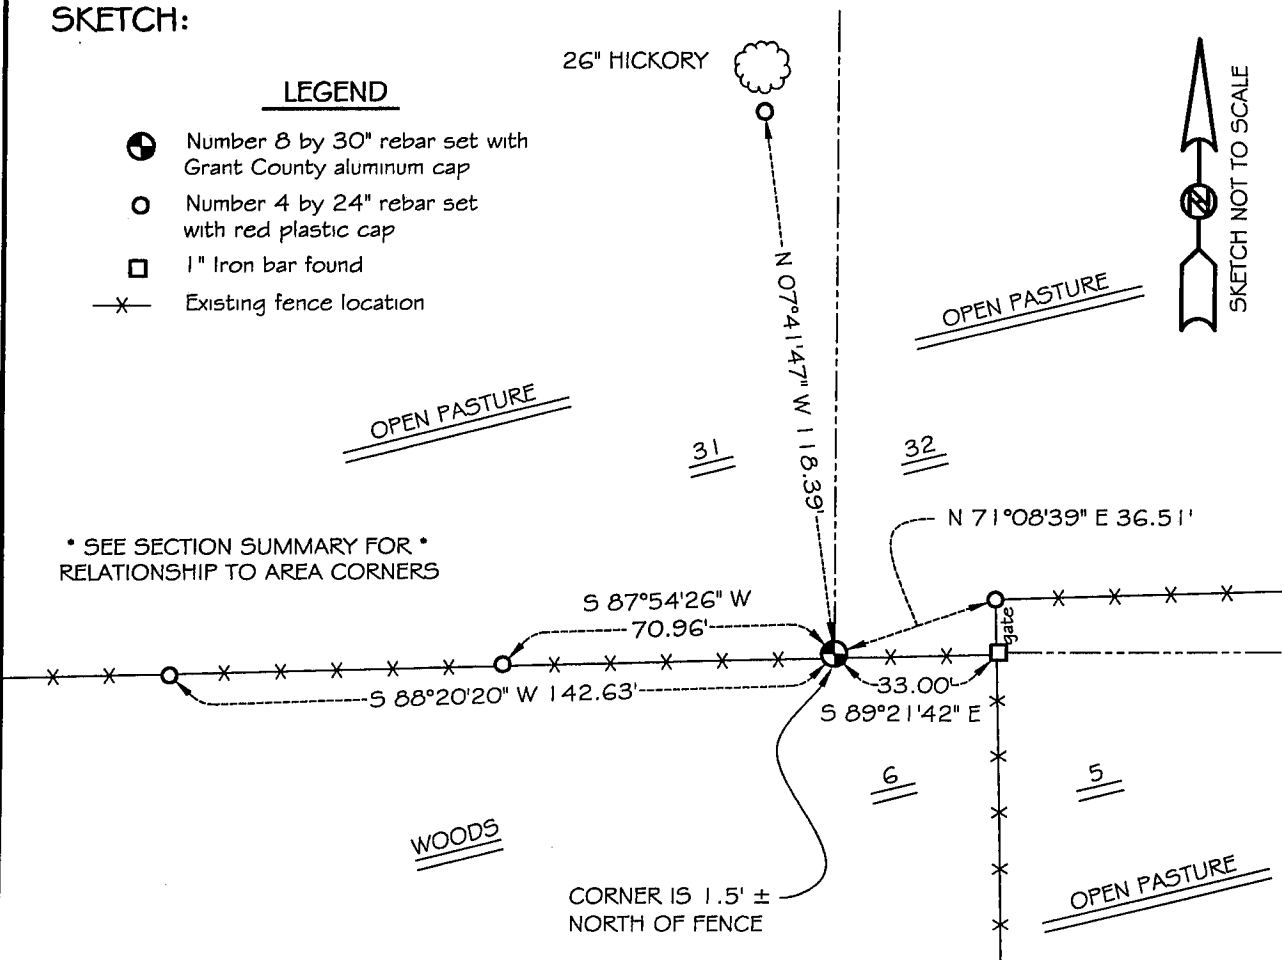 SKETCH:
26" HICKORY
LEGEND
Number 8 by 30" rebar set with
Grant County aluminum cap
Number 4 by 24" rebar set
with red plastic cap
1" Iron bar found
Existing fence location
N
SKETCH NOT TO SCALE
N 07°41'47" W 118.39'
OPEN PASTURE
OPEN PASTURE
31
32
N 71°08'39" E 36.51'
* SEE SECTION SUMMARY FOR *
RELATIONSHIP TO AREA CORNERS
S 87°54'26" W
70.96'
gate
S 88°20'20" W 142.63'
33.00'
S 89°21'42" E
6
5
WOODS
OPEN PASTURE
CORNER IS 1.5' ±
NORTH OF FENCE